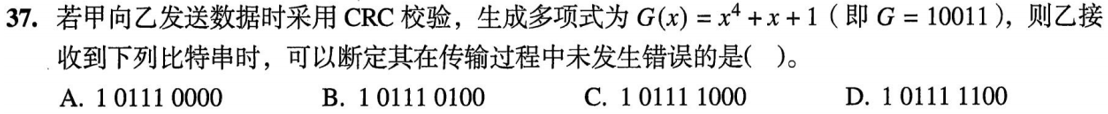 37. 若甲向乙发送数据时采用 CRC 校验，生成多项式为 G(x) = x⁴ + x + 1（即 G = 10011），则乙接
收到下列比特串时，可以断定其在传输过程中未发生错误的是( )。
A. 1 0111 0000 B. 1 0111 0100 C. 1 0111 1000 D. 1 0111 1100